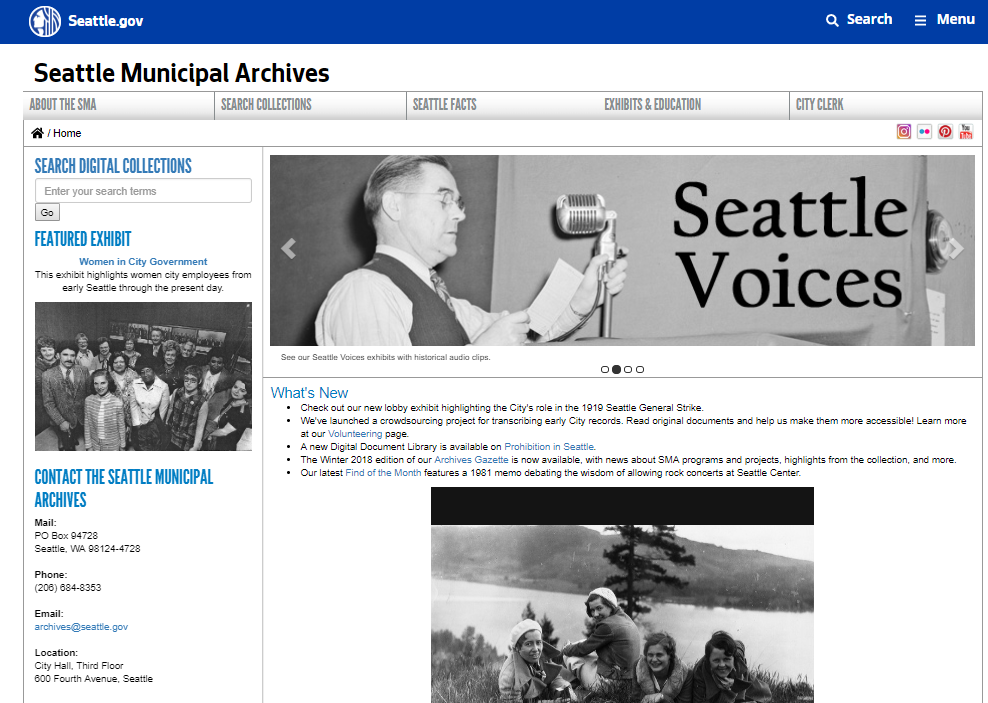 Seattle.gov
Search
Menu
Seattle Municipal Archives
ABOUT THE SMA
SEARCH COLLECTIONS
SEATTLE FACTS
EXHIBITS & EDUCATION
CITY CLERK
/ Home
You
Tube
SEARCH DIGITAL COLLECTIONS
Enter your search terms
Go
FEATURED EXHIBIT
Women in City Government
This exhibit highlights women city employees from
early Seattle through the present day.
CONTACT THE SEATTLE MUNICIPAL
ARCHIVES
Mail:
PO Box 94728
Seattle, WA 98124-4728
Phone:
(206) 684-8353
Email:
archives@seattle.gov
Location:
City Hall, Third Floor
600 Fourth Avenue, Seattle
Seattle
Voices
See our Seattle Voices exhibits with historical audio clips.
What's New
Check out our new lobby exhibit highlighting the City's role in the 1919 Seattle General Strike.
We've launched a crowdsourcing project for transcribing early City records. Read original documents and help us make them more accessible! Learn more
at our Volunteering page.
A new Digital Document Library is available on Prohibition in Seattle.
The Winter 2018 edition of our Archives Gazette is now available, with news about SMA programs and projects, highlights from the collection, and more.
Our latest Find of the Month features a 1981 memo debating the wisdom of allowing rock concerts at Seattle Center.